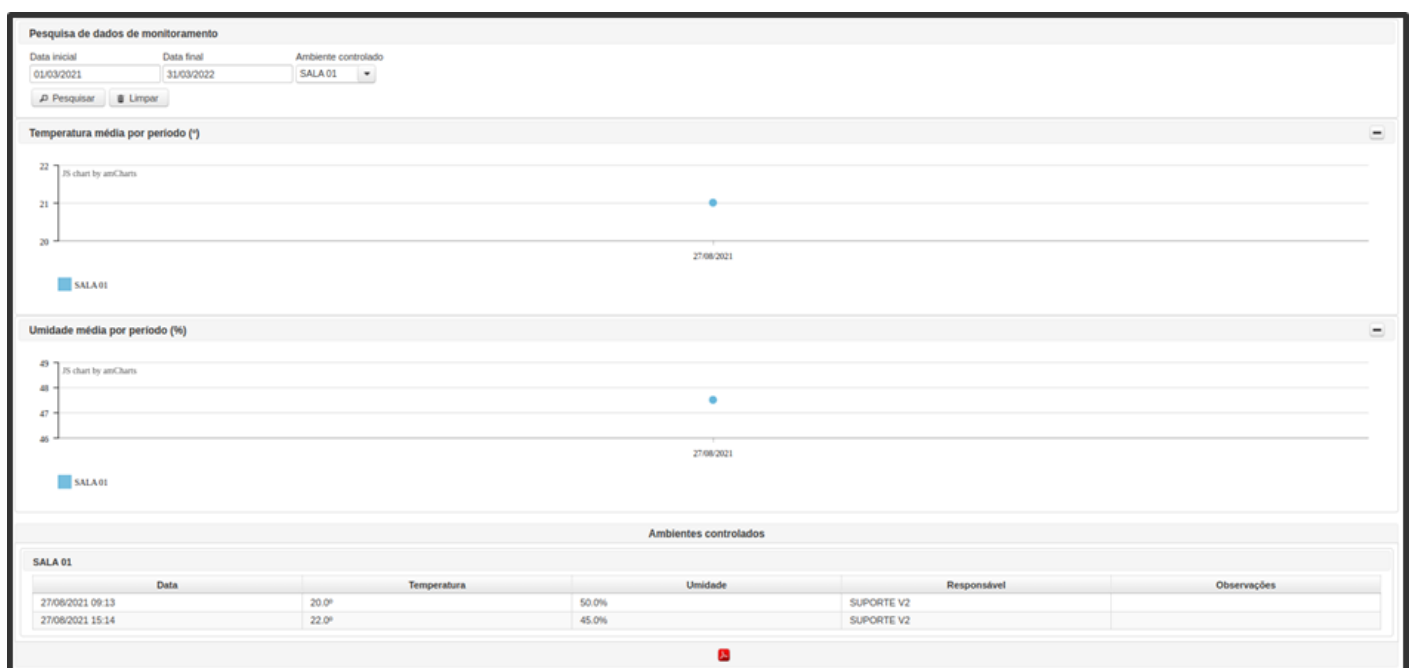 Pesquisa de dados de monitoramento
Data inicial Data final Ambiente controlado
01/03/2021 31/03/2022 SALA 01
Pesquisar Limpar
Temperatura média por período (º)
22
JS chart by amCharts
21
20
27/08/2021
SALA 01
Umidade média por período (%)
49
JS chart by amCharts
48
47
46
27/08/2021
SALA 01
Ambientes controlados
SALA 01
Data Temperatura Umidade Responsável Observações
27/08/2021 09:13 20.0º 50.0% SUPORTE V2
27/08/2021 15:14 22.0º 45.0% SUPORTE V2